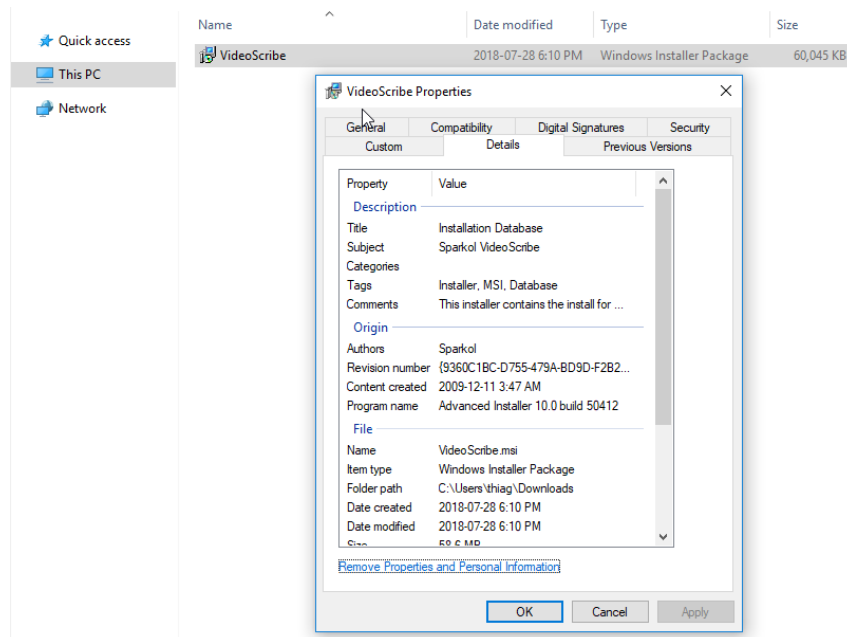 Name Date modified Type Size
Quick access
VideoScribe 2018-07-28 6:10 PM Windows Installer Package 60,045 KB
This PC
Network
VideoScribe Properties
General Compatibility Digital Signatures Security
Custom Details Previous Versions
Property Value
Description
Title Installation Database
Subject Sparkol VideoScribe
Categories
Tags Installer, MSI, Database
Comments This installer contains the install for ...
Origin
Authors Sparkol
Revision number {9360C1BC-D755-479A-BD9D-F2B2...
Content created 2009-12-11 3:47 AM
Program name Advanced Installer 10.0 build 50412
File
Name VideoScribe.msi
Item type Windows Installer Package
Folder path C:\Users\thiag\Downloads
Date created 2018-07-28 6:10 PM
Date modified 2018-07-28 6:10 PM
Size 58.6 MB
Remove Properties and Personal Information
OK Cancel Apply